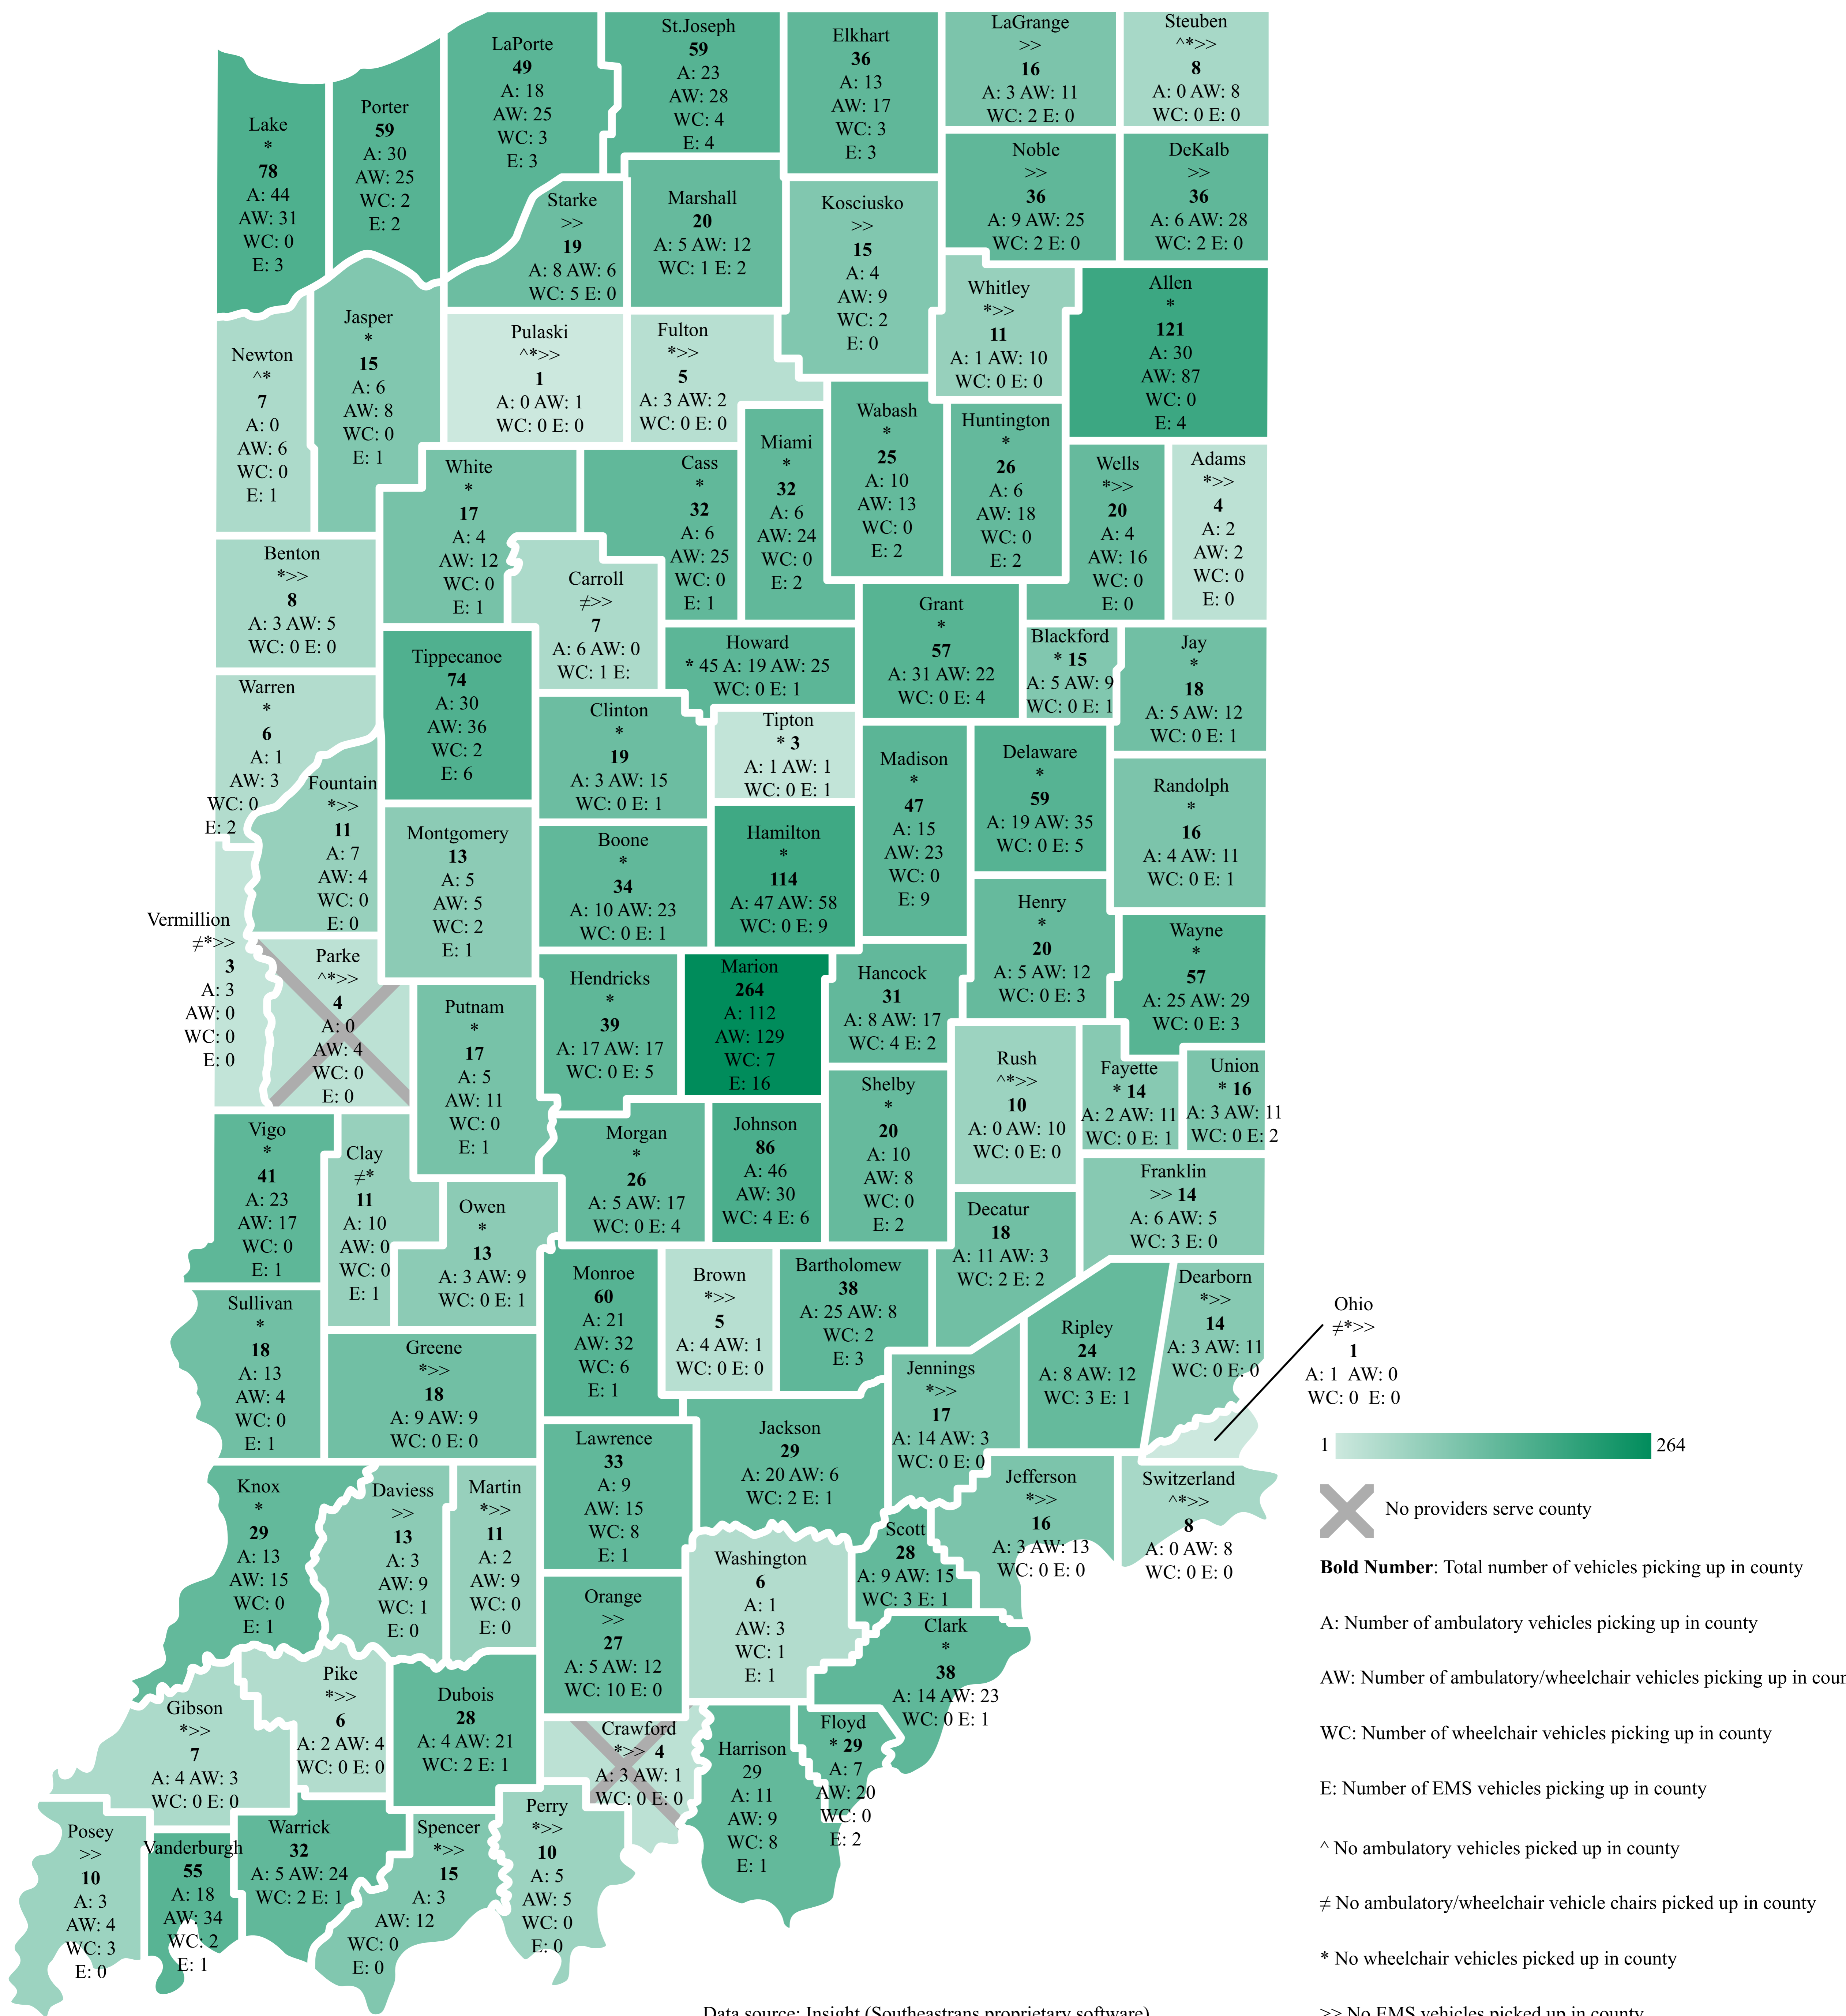 LaPorte
49
A: 18
AW: 25
WC: 3
E: 3
St.Joseph
59
A: 23
AW: 28
WC: 4
E: 4
Elkhart
36
A: 13
AW: 17
WC: 3
E: 3
LaGrange
>>
16
A: 3 AW: 11
WC: 2 E: 0
Steuben
^*>>
8
A: 0 AW: 8
WC: 0 E: 0
Lake
*
78
A: 44
AW: 31
WC: 0
E: 3
Porter
59
A: 30
AW: 25
WC: 2
E: 2
Starke
>>
19
A: 8 AW: 6
WC: 5 E: 0
Marshall
20
A: 5 AW: 12
WC: 1 E: 2
Kosciusko
>>
15
A: 4
AW: 9
WC: 2
E: 0
Noble
>>
36
A: 9 AW: 25
WC: 2 E: 0
DeKalb
>>
36
A: 6 AW: 28
WC: 2 E: 0
Whitley
*>>
11
A: 1 AW: 10
WC: 0 E: 0
Allen
*
121
A: 30
AW: 87
WC: 0
E: 4
Newton
^*
7
A: 0
AW: 6
WC: 0
E: 1
Jasper
*
15
A: 6
AW: 8
WC: 0
E: 1
Pulaski
^*>>
1
A: 0 AW: 1
WC: 0 E: 0
Fulton
*>>
5
A: 3 AW: 2
WC: 0 E: 0
White
*
17
A: 4
AW: 12
WC: 0
E: 1
Cass
*
32
A: 6
AW: 25
WC: 0
E: 1
Miami
*
32
A: 6
AW: 24
WC: 0
E: 2
Wabash
*
25
A: 10
AW: 13
WC: 0
E: 2
Huntington
*
26
A: 6
AW: 18
WC: 0
E: 2
Wells
*>>
20
A: 4
AW: 16
WC: 0
E: 0
Adams
*>>
4
A: 2
AW: 2
WC: 0
E: 0
Benton
*>>
8
A: 3 AW: 5
WC: 0 E: 0
Carroll
≠>>
7
A: 6 AW: 0
WC: 1 E:
Howard
* 45 A: 19 AW: 25
WC: 0 E: 1
Grant
*
57
A: 31 AW: 22
WC: 0 E: 4
Blackford
* 15
A: 5 AW: 9
WC: 0 E: 1
Jay
*
18
A: 5 AW: 12
WC: 0 E: 1
Warren
*
6
A: 1
AW: 3
WC: 0
E: 2
Tippecanoe
74
A: 30
AW: 36
WC: 2
E: 6
Clinton
*
19
A: 3 AW: 15
WC: 0 E: 1
Tipton
* 3
A: 1 AW: 1
WC: 0 E: 1
Madison
*
47
A: 15
AW: 23
WC: 0
E: 9
Delaware
*
59
A: 19 AW: 35
WC: 0 E: 5
Randolph
*
16
A: 4 AW: 11
WC: 0 E: 1
Fountain
*>>
11
A: 7
AW: 4
WC: 0
E: 0
Montgomery
13
A: 5
AW: 5
WC: 2
E: 1
Boone
*
34
A: 10 AW: 23
WC: 0 E: 1
Hamilton
*
114
A: 47 AW: 58
WC: 0 E: 9
Henry
*
20
A: 5 AW: 12
WC: 0 E: 3
Wayne
*
57
A: 25 AW: 29
WC: 0 E: 3
Vermillion
≠*>>
3
A: 3
AW: 0
WC: 0
E: 0
Parke
^*>>
4
A: 0
AW: 4
WC: 0
E: 0
Putnam
*
17
A: 5
AW: 11
WC: 0
E: 1
Hendricks
*
39
A: 17 AW: 17
WC: 0 E: 5
Marion
264
A: 112
AW: 129
WC: 7
E: 16
Hancock
31
A: 8 AW: 17
WC: 4 E: 2
Rush
^*>>
10
A: 0 AW: 10
WC: 0 E: 0
Fayette
* 14
A: 2 AW: 11
WC: 0 E: 1
Union
* 16
A: 3 AW: 11
WC: 0 E: 2
Vigo
*
41
A: 23
AW: 17
WC: 0
E: 1
Clay
≠*
11
A: 10
AW: 0
WC: 0
E: 1
Owen
*
13
A: 3 AW: 9
WC: 0 E: 1
Morgan
*
26
A: 5 AW: 17
WC: 0 E: 4
Johnson
86
A: 46
AW: 30
WC: 4 E: 6
Shelby
*
20
A: 10
AW: 8
WC: 0
E: 2
Decatur
18
A: 11 AW: 3
WC: 2 E: 2
Franklin
>> 14
A: 6 AW: 5
WC: 3 E: 0
Sullivan
*
18
A: 13
AW: 4
WC: 0
E: 1
Greene
*>>
18
A: 9 AW: 9
WC: 0 E: 0
Monroe
60
A: 21
AW: 32
WC: 6
E: 1
Brown
*>>
5
A: 4 AW: 1
WC: 0 E: 0
Bartholomew
38
A: 25 AW: 8
WC: 2
E: 3
Jennings
*>>
17
A: 14 AW: 3
WC: 0 E: 0
Ripley
24
A: 8 AW: 12
WC: 3 E: 1
Dearborn
*>>
14
A: 3 AW: 11
WC: 0 E: 0
Ohio
≠*>>
1
A: 1 AW: 0
WC: 0 E: 0
Knox
*
29
A: 13
AW: 15
WC: 0
E: 1
Daviess
>>
13
A: 3
AW: 9
WC: 1
E: 0
Martin
*>>
11
A: 2
AW: 9
WC: 0
E: 0
Lawrence
33
A: 9
AW: 15
WC: 8
E: 1
Jackson
29
A: 20 AW: 6
WC: 2 E: 1
Scott
28
A: 9 AW: 15
WC: 3 E: 1
Jefferson
*>>
16
A: 3 AW: 13
WC: 0 E: 0
Switzerland
^*>>
8
A: 0 AW: 8
WC: 0 E: 0
Washington
6
A: 1
AW: 3
WC: 1
E: 1
Orange
>>
27
A: 5 AW: 12
WC: 10 E: 0
Clark
*
38
A: 14 AW: 23
WC: 0 E: 1
Gibson
*>>
7
A: 4 AW: 3
WC: 0 E: 0
Pike
*>>
6
A: 2 AW: 4
WC: 0 E: 0
Dubois
28
A: 4 AW: 21
WC: 2 E: 1
Crawford
*>> 4
A: 3 AW: 1
WC: 0 E: 0
Harrison
29
A: 11
AW: 9
WC: 8
E: 1
Floyd
* 29
A: 7
AW: 20
WC: 0
E: 2
Posey
>>
10
A: 3
AW: 4
WC: 3
E: 0
Vanderburgh
55
A: 18
AW: 34
WC: 2
E: 1
Warrick
32
A: 5 AW: 24
WC: 2 E: 1
Spencer
*>>
15
A: 3
AW: 12
WC: 0
E: 0
Perry
*>>
10
A: 5
AW: 5
WC: 0
E: 0
1 264
No providers serve county
Bold Number: Total number of vehicles picking up in county
A: Number of ambulatory vehicles picking up in county
AW: Number of ambulatory/wheelchair vehicles picking up in
WC: Number of wheelchair vehicles picking up in county
E: Number of EMS vehicles picking up in county
^ No ambulatory vehicles picked up in county
≠ No ambulatory/wheelchair vehicle chairs picked up in county
* No wheelchair vehicles picked up in county
>> No EMS vehicles picked up in county
Data source: Insight (Southeastrans proprietary software)